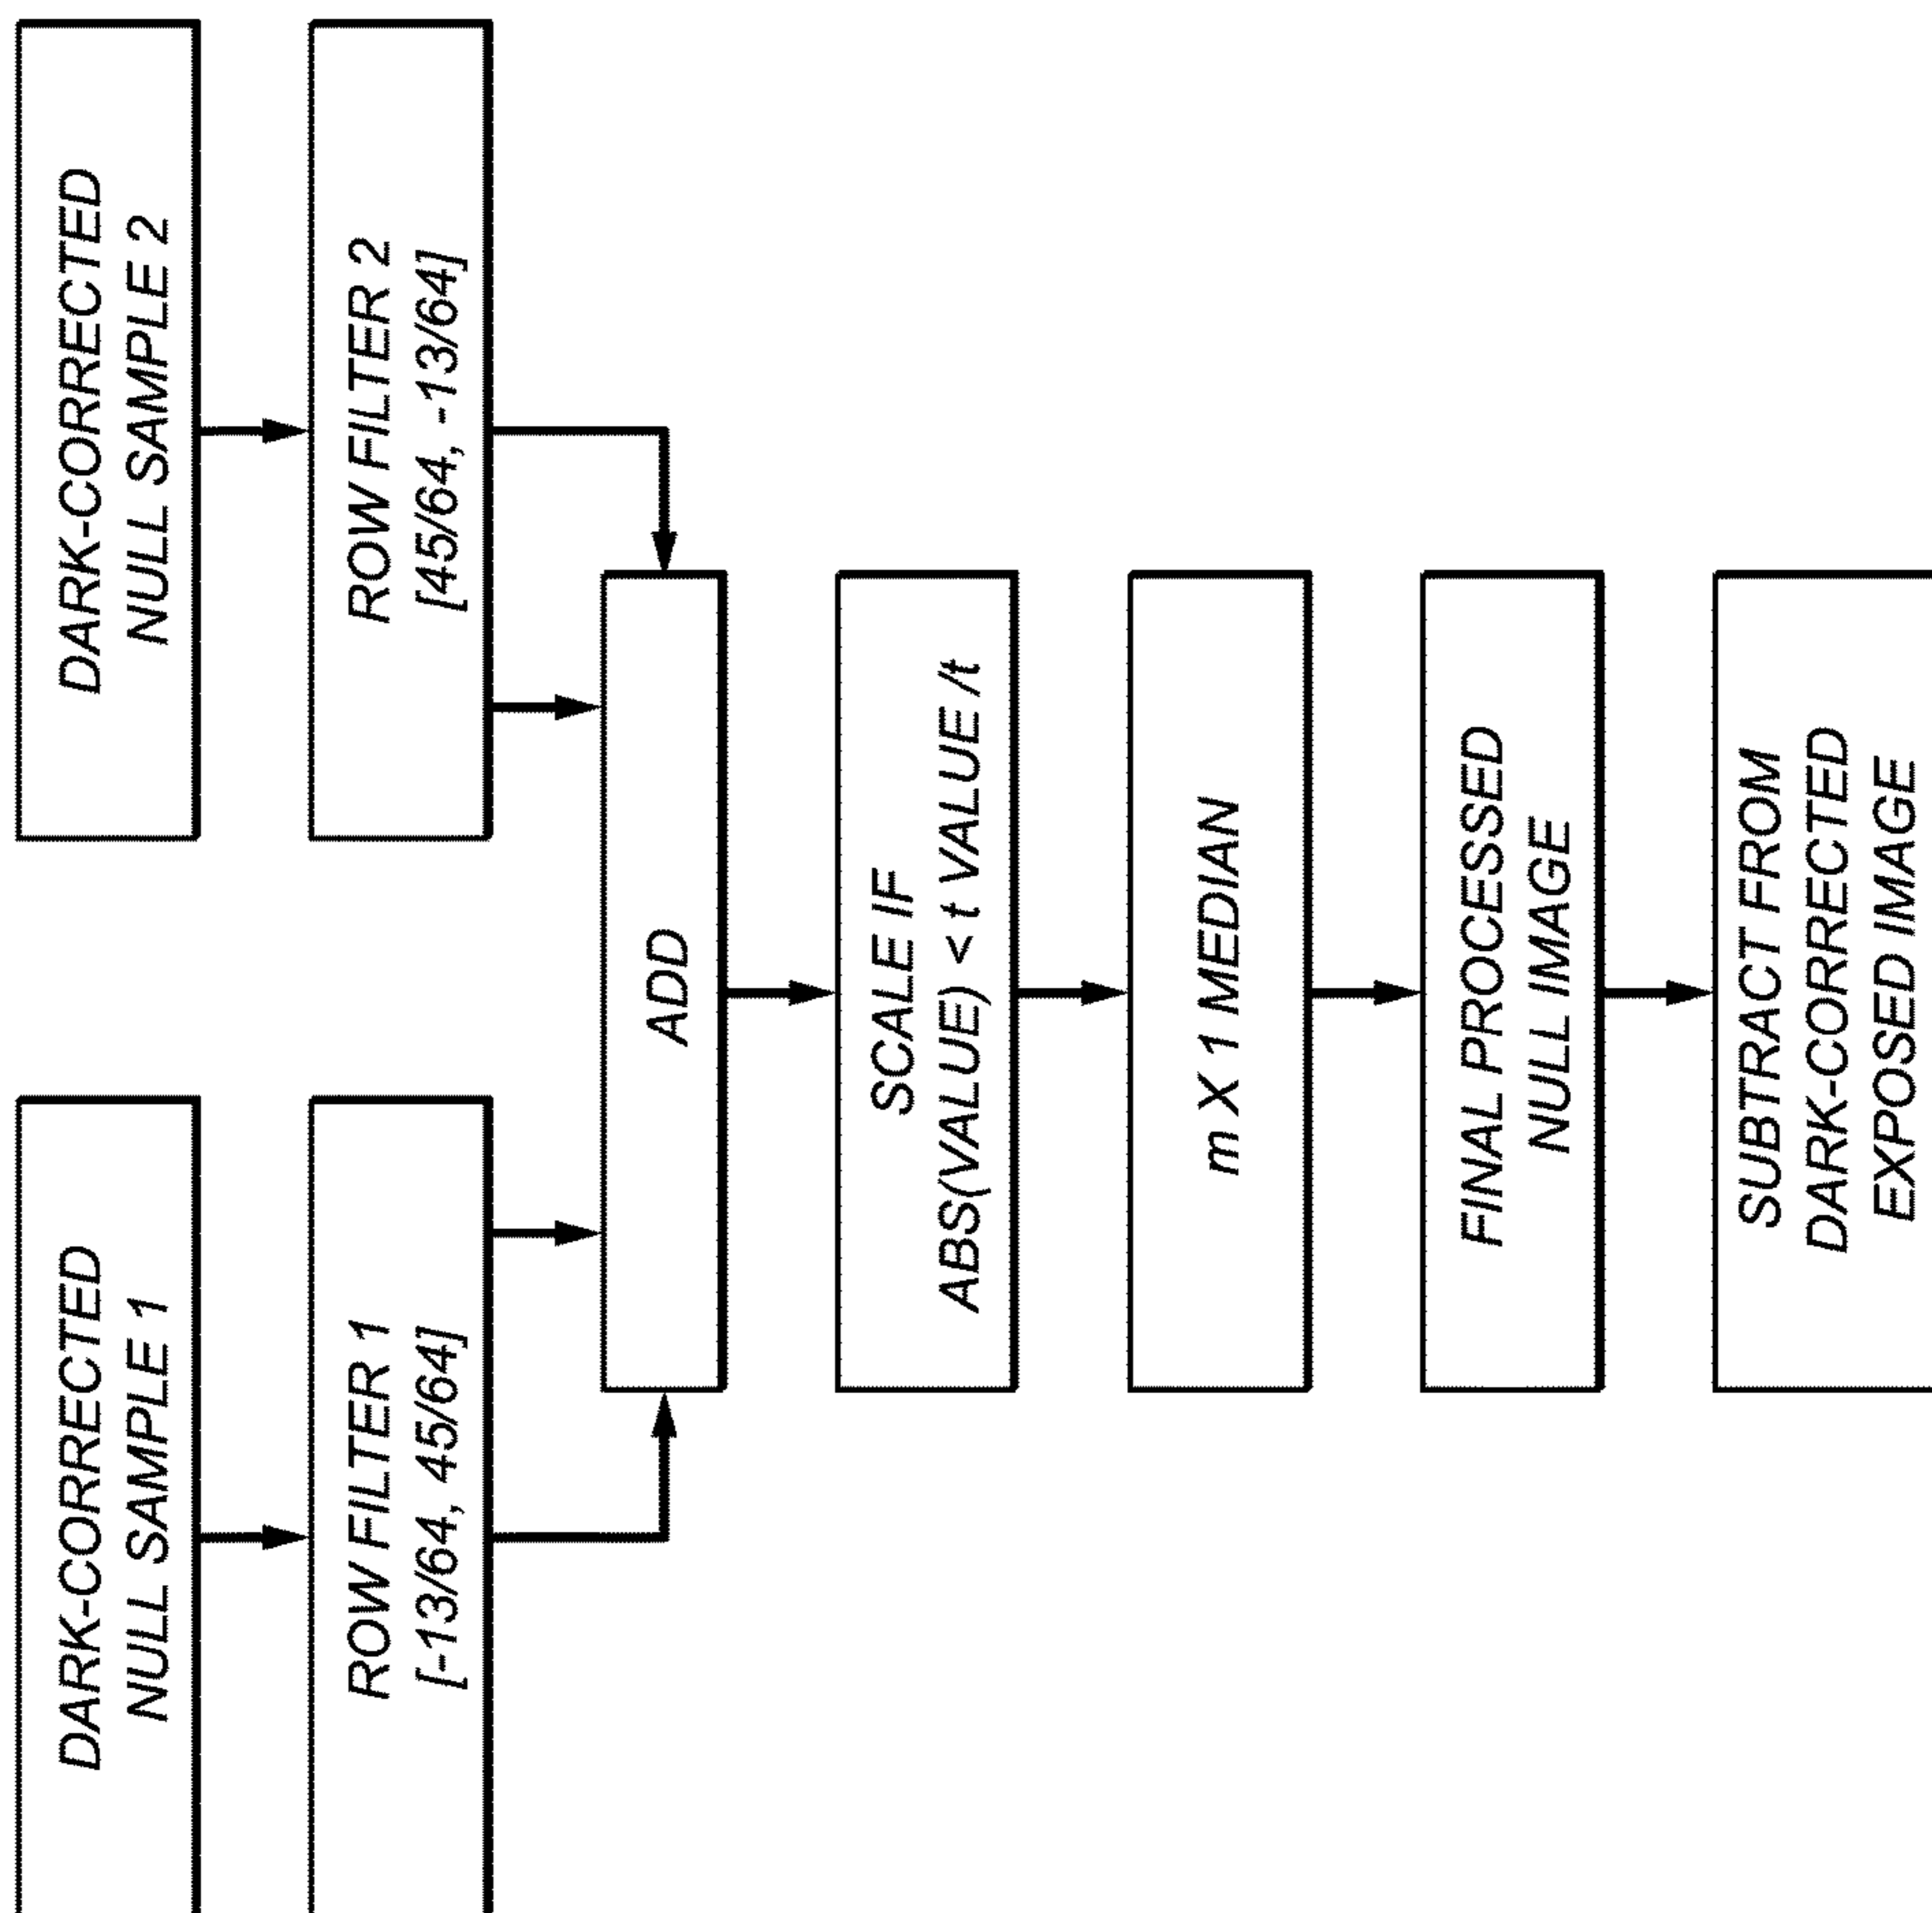 DARK-CORRECTED
NULL SAMPLE 1
DARK-CORRECTED
NULL SAMPLE 2
ROW FILTER 1
[-13/64, 45/64]
ROW FILTER 2
[45/64, -13/64]
ADD
SCALE IF
ABS(VALUE) < t VALUE /t
m X 1 MEDIAN
FINAL PROCESSED
NULL IMAGE
SUBTRACT FROM
DARK-CORRECTED
EXPOSED IMAGE